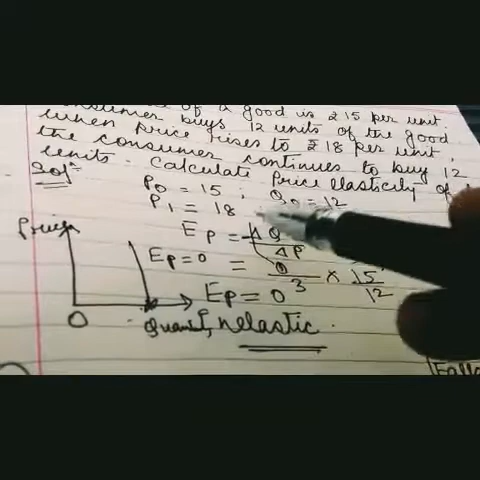 of a good is ₹15 per unit.
consumer buys 12 units of the good
when price rises to ₹18 per unit,
the consumer continues to buy 12
units. Calculate Price elasticity of
Solⁿ
P₀ = 15 ; Q₀ = 12
P₁ = 18
Price
Ep = ΔQ
ΔP
Ep = 0 = 0 × 15
3 12
Ep = 0
O Inelastic